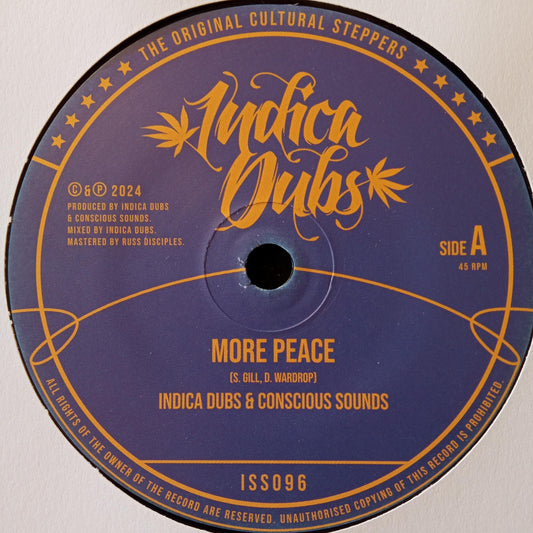 THE ORIGINAL CULTURAL STEPPERS
Indica
Dubs
©&℗ 2024
PRODUCED BY INDICA DUBS
& CONSCIOUS SOUNDS.
MIXED BY INDICA DUBS.
MASTERED BY RUSS DISCIPLES.
SIDE A
45 RPM
MORE PEACE
(S. GILL, D. WARDROP)
INDICA DUBS & CONSCIOUS SOUNDS
ISS096
ALL RIGHTS OF THE OWNER OF THE RECORD ARE RESERVED. UNAUTHORISED COPYING OF THIS RECORD IS PROHIBITED.